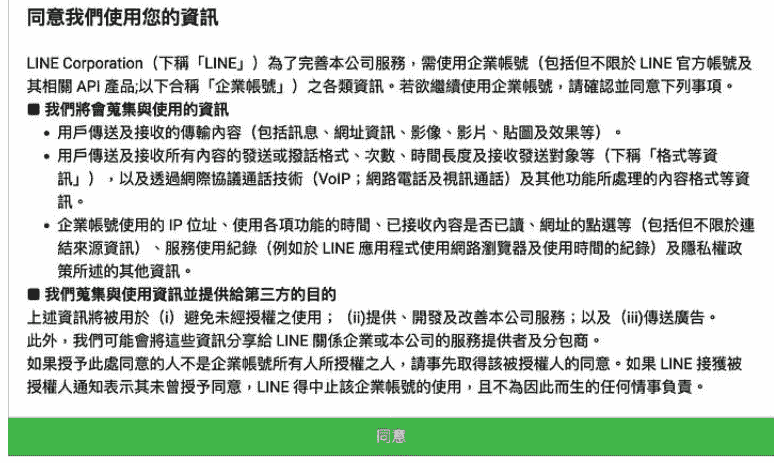 同意我們使用您的資訊
LINE Corporation（下稱「LINE」）為了完善本公司服務，需使用企業帳號（包括但不限於 LINE 官方帳號及
其相關 API 產品;以下合稱「企業帳號」）之各類資訊。若欲繼續使用企業帳號，請確認並同意下列事項。
■ 我們將會蒐集與使用的資訊
• 用戶傳送及接收的傳輸內容（包括訊息、網址資訊、影像、影片、貼圖及效果等）。
• 用戶傳送及接收所有內容的發送或撥話格式、次數、時間長度及接收發送對象等（下稱「格式等資
訊」），以及透過網際協議通話技術（VoIP；網路電話及視訊通話）及其他功能所處理的內容格式等資
訊。
• 企業帳號使用的 IP 位址、使用各項功能的時間、已接收內容是否已讀、網址的點選等（包括但不限於連
結來源資訊）、服務使用紀錄（例如於 LINE 應用程式使用網路瀏覽器及使用時間的紀錄）及隱私權政
策所述的其他資訊。
■ 我們蒐集與使用資訊並提供給第三方的目的
上述資訊將被用於（i）避免未經授權之使用；（ii)提供、開發及改善本公司服務；以及（iii)傳送廣告。
此外，我們可能會將這些資訊分享給 LINE 關係企業或本公司的服務提供者及分包商。
如果授予此處同意的人不是企業帳號所有人所授權之人，請事先取得該被授權人的同意。如果 LINE 接獲被
授權人通知表示其未曾授予同意，LINE 得中止該企業帳號的使用，且不為因此而生的任何情事負責。
同意